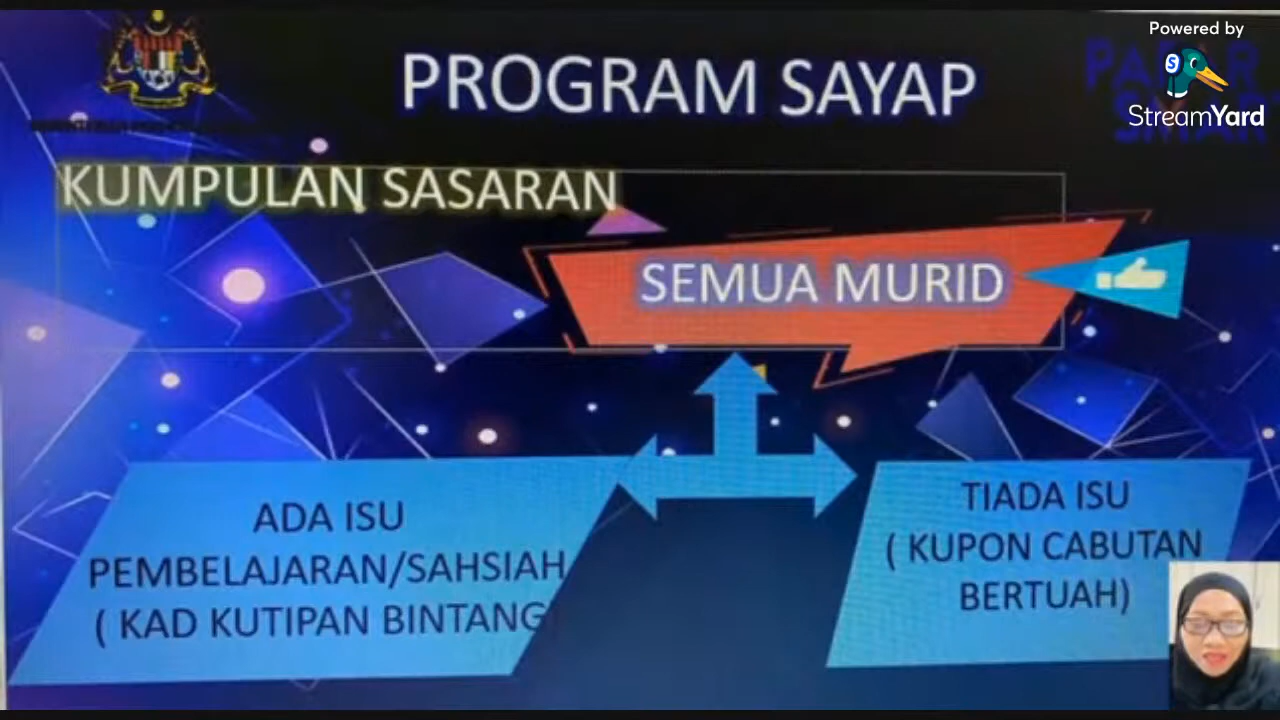 Powered by
StreamYard
PROGRAM SAYAP
KUMPULAN SASARAN
SEMUA MURID
ADA ISU
PEMBELAJARAN/SAHSIAH
( KAD KUTIPAN BINTANG
TIADA ISU
( KUPON CABUTAN
BERTUAH)